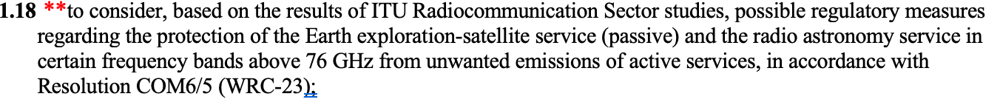 1.18 **to consider, based on the results of ITU Radiocommunication Sector studies, possible regulatory measures
regarding the protection of the Earth exploration-satellite service (passive) and the radio astronomy service in
certain frequency bands above 76 GHz from unwanted emissions of active services, in accordance with
Resolution COM6/5 (WRC-23);